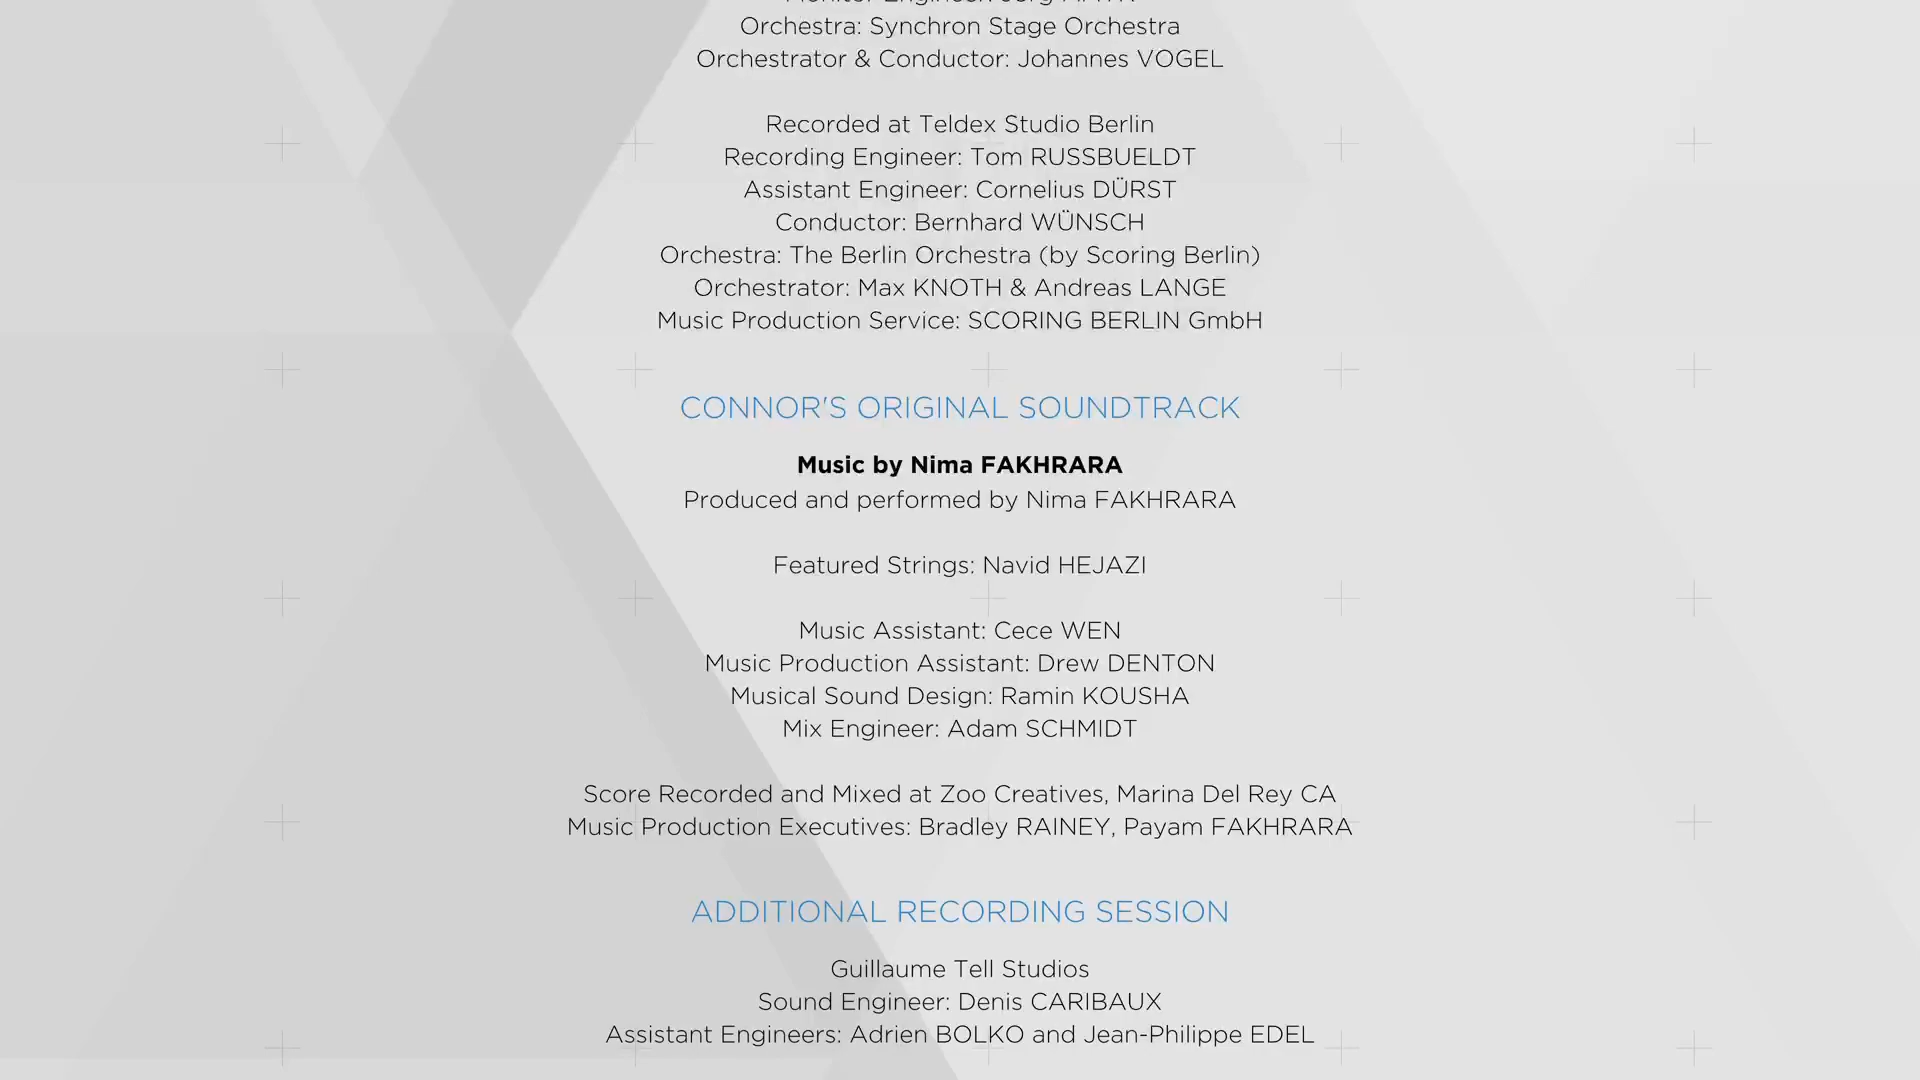 Orchestra: Synchron Stage Orchestra
Orchestrator & Conductor: Johannes VOGEL
Recorded at Teldex Studio Berlin
Recording Engineer: Tom RUSSBUELDT
Assistant Engineer: Cornelius DÜRST
Conductor: Bernhard WÜNSCH
Orchestra: The Berlin Orchestra (by Scoring Berlin)
Orchestrator: Max KNOTH & Andreas LANGE
Music Production Service: SCORING BERLIN GmbH
CONNOR'S ORIGINAL SOUNDTRACK
Music by Nima FAKHRARA
Produced and performed by Nima FAKHRARA
Featured Strings: Navid HEJAZI
Music Assistant: Cece WEN
Music Production Assistant: Drew DENTON
Musical Sound Design: Ramin KOUSHA
Mix Engineer: Adam SCHMIDT
Score Recorded and Mixed at Zoo Creatives, Marina Del Rey CA
Music Production Executives: Bradley RAINEY, Payam FAKHRARA
ADDITIONAL RECORDING SESSION
Guillaume Tell Studios
Sound Engineer: Denis CARIBAUX
Assistant Engineers: Adrien BOLKO and Jean-Philippe EDEL